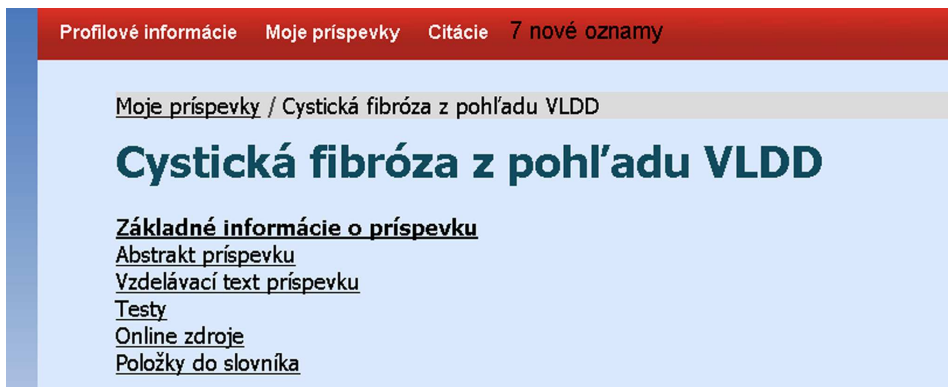 Profilové informácie Moje príspevky Citácie 7 nové oznamy
Moje príspevky / Cystická fibróza z pohľadu VLDD
Cystická fibróza z pohľadu VLDD
Základné informácie o príspevku
Abstrakt príspevku
Vzdelávací text príspevku
Testy
Online zdroje
Položky do slovníka